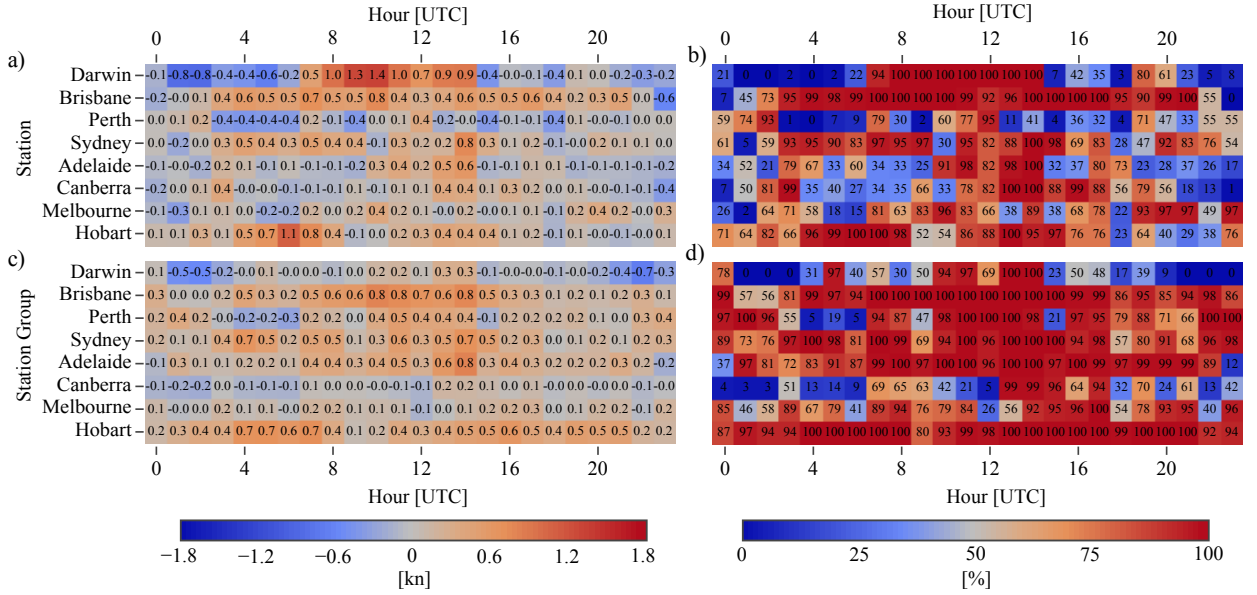 Hour [UTC]
Hour [UTC]
0 4 8 12 16 20
0 4 8 12 16 20
a)
b)
Station
Darwin -0.1 -0.8 -0.8 -0.4 -0.4 -0.6 -0.2 0.5 1.0 1.3 1.4 1.0 0.7 0.9 0.9 -0.4 -0.0 -0.1 -0.4 0.1 0.0 -0.2 -0.3 -0.2
21 0 0 2 0 2 22 94 100 100 100 100 100 100 100 7 42 35 3 80 61 23 5 8
Brisbane -0.2 -0.0 0.1 0.4 0.6 0.5 0.5 0.7 0.5 0.5 0.8 0.4 0.3 0.4 0.6 0.5 0.5 0.6 0.4 0.2 0.3 0.5 0.0 -0.6
7 45 73 95 99 98 99 100 100 100 100 99 92 96 100 100 100 100 95 90 99 100 55 0
Perth 0.0 0.1 0.2 -0.4 -0.4 -0.4 -0.4 0.2 -0.1 -0.4 0.0 0.1 0.4 -0.2 -0.0 -0.4 -0.1 -0.1 -0.4 0.1 -0.0 -0.1 0.0 0.0
59 74 93 1 0 7 9 79 30 2 60 77 95 11 41 4 36 32 4 71 47 33 55 55
Sydney 0.0 -0.2 0.0 0.3 0.5 0.4 0.3 0.5 0.4 0.4 -0.1 0.3 0.2 0.2 0.8 0.3 0.2 0.1 -0.1 0.0 0.3 0.2 0.1 0.0
61 5 59 93 95 90 83 97 95 97 30 95 82 88 100 98 69 83 28 47 92 83 76 54
Adelaide -0.1 -0.0 -0.2 0.2 0.1 -0.1 0.1 -0.1 -0.1 -0.2 0.3 0.4 0.2 0.5 0.6 -0.1 -0.1 0.1 0.1 -0.1 -0.1 -0.1 -0.1 -0.2
34 52 21 79 67 33 60 34 33 25 91 98 82 98 100 32 37 80 73 23 28 37 26 17
Canberra -0.2 0.0 0.1 0.4 -0.0 -0.0 -0.1 -0.1 -0.1 0.1 -0.0 0.1 0.1 0.4 0.4 0.1 0.3 0.2 0.0 0.1 -0.0 -0.1 -0.1 -0.4
7 50 81 99 35 40 27 34 35 66 33 78 82 100 100 88 99 88 56 79 56 18 13 1
Melbourne -0.1 -0.3 0.1 0.1 0.0 -0.2 -0.2 0.2 0.0 0.2 0.4 0.2 0.1 -0.0 0.2 -0.0 0.1 0.1 -0.1 0.2 0.4 0.2 -0.0 0.3
26 2 64 71 58 18 15 81 63 83 96 83 66 38 89 38 68 78 22 93 97 97 49 97
Hobart 0.1 0.1 0.3 0.1 0.5 0.7 1.1 0.8 0.4 -0.1 0.0 0.2 0.3 0.4 0.4 0.3 0.1 0.1 -0.1 0.1 -0.0 -0.1 -0.1 0.1
71 64 82 66 96 99 100 100 98 52 54 86 88 100 97 95 76 76 23 64 40 29 38 76
c)
d)
Station Group
Darwin 0.1 -0.5 -0.5 -0.2 -0.0 0.1 -0.0 0.1 -0.1 0.0 0.2 0.2 0.1 0.3 0.3 -0.1 -0.0 -0.0 -0.1 -0.1 -0.2 -0.4 -0.7 -0.3
78 0 0 0 31 97 40 57 30 50 94 97 69 100 100 23 50 48 17 39 9 0 0 0
Brisbane 0.3 0.0 0.0 0.2 0.5 0.3 0.2 0.5 0.6 0.6 0.8 0.8 0.7 0.6 0.8 0.5 0.3 0.3 0.1 0.2 0.1 0.2 0.3 0.1
99 57 56 81 99 97 94 100 100 100 100 100 100 100 100 100 99 99 86 95 85 94 98 86
Perth 0.2 0.4 0.2 -0.0 -0.2 -0.2 -0.3 0.2 0.2 0.0 0.4 0.5 0.4 0.4 0.4 -0.1 0.2 0.2 0.1 0.2 0.1 0.0 0.3 0.4
97 100 96 55 5 19 5 94 87 47 98 100 100 100 98 21 97 95 79 88 71 66 100 100
Sydney 0.2 0.1 0.1 0.4 0.7 0.5 0.2 0.5 0.5 0.1 0.3 0.6 0.3 0.5 0.7 0.5 0.2 0.3 0.0 0.1 0.2 0.1 0.3 0.2
89 73 76 97 100 98 81 100 99 69 94 100 96 100 100 100 94 98 57 80 91 68 96 98
Adelaide -0.1 0.3 0.1 0.1 0.2 0.2 0.1 0.4 0.4 0.3 0.4 0.5 0.3 0.6 0.8 0.2 0.4 0.3 0.2 0.2 0.2 0.3 0.2 -0.2
37 97 81 72 83 91 87 99 99 100 97 99 99 100 100 97 99 100 97 99 99 99 89 12
Canberra -0.1 -0.2 -0.2 0.0 -0.1 -0.1 -0.1 0.1 0.0 0.0 -0.0 -0.1 -0.1 0.2 0.2 0.1 0.0 0.1 -0.0 0.0 -0.0 0.0 -0.0 -0.0
4 3 3 51 13 14 9 69 65 63 42 21 5 99 99 96 64 94 32 70 24 61 13 42
Melbourne 0.1 -0.0 0.0 0.2 0.1 0.1 -0.0 0.2 0.2 0.1 0.1 0.1 -0.1 0.0 0.1 0.2 0.2 0.3 0.0 0.1 0.2 0.2 -0.1 0.2
85 46 58 89 67 79 41 89 94 76 79 84 26 56 92 95 96 100 54 78 93 95 40 96
Hobart 0.2 0.3 0.4 0.4 0.7 0.7 0.6 0.7 0.4 0.1 0.2 0.4 0.3 0.5 0.5 0.5 0.6 0.5 0.3 0.5 0.5 0.5 0.2 0.2
87 97 94 94 100 100 100 100 100 80 93 99 98 100 100 100 100 100 99 100 100 100 92 94
0 4 8 12 16 20
0 4 8 12 16 20
Hour [UTC]
Hour [UTC]
−1.8 −1.2 −0.6 0 0.6 1.2 1.8
0 25 50 75 100
[kn]
[%]